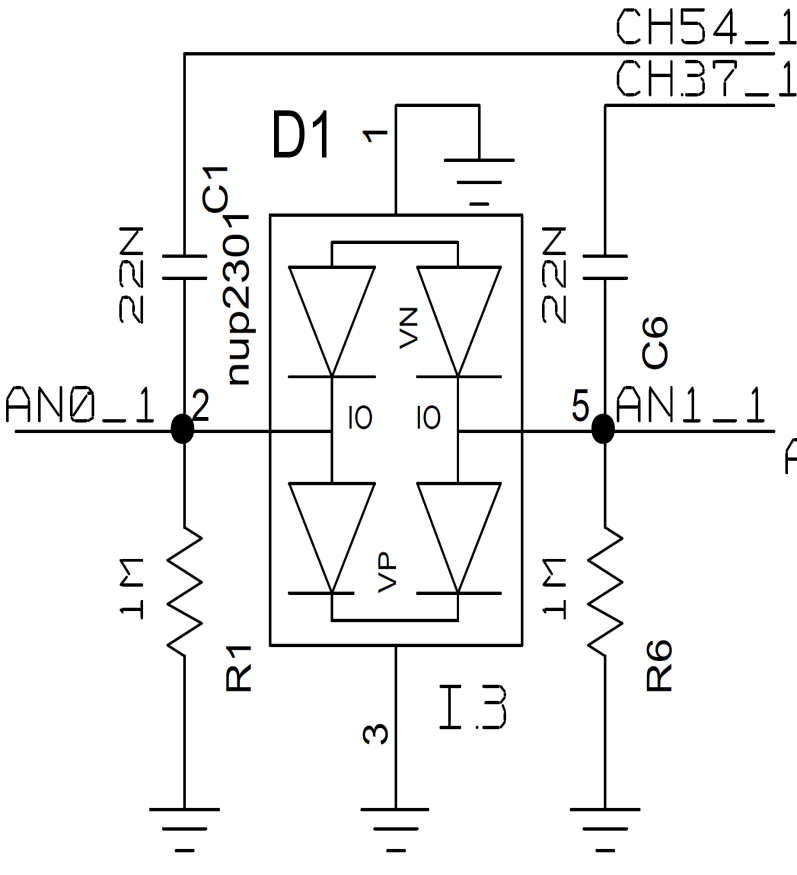 CH54_1
CH37_1
D1
1
C1
22N
nup2301
22N
C6
VN
AN0_1
2
IO
IO
5
AN1_1
VP
1M
R1
1M
R6
I3
3